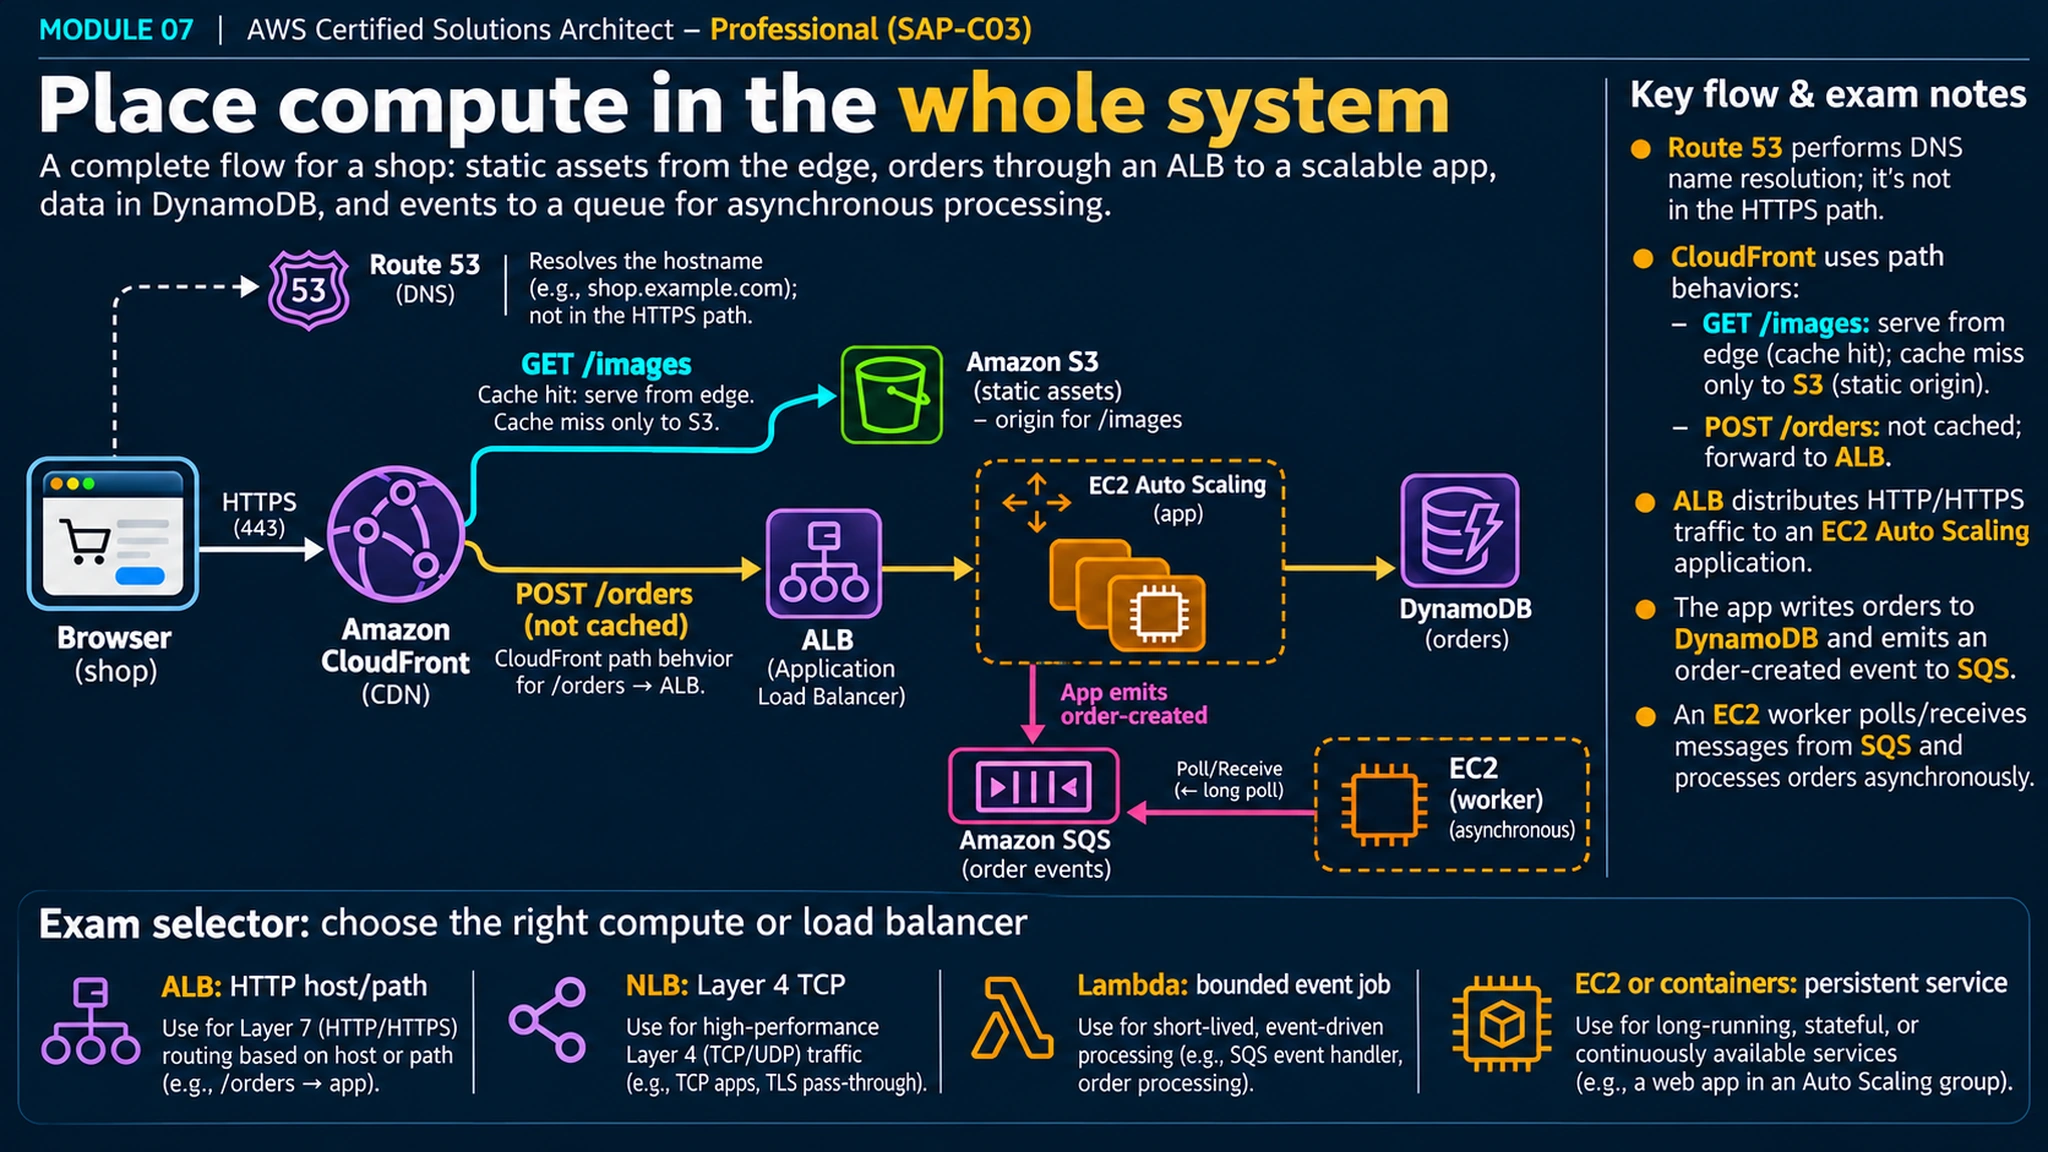 MODULE 07 | AWS Certified Solutions Architect – Professional (SAP-C03)
Place compute in the whole system
A complete flow for a shop: static assets from the edge, orders through an ALB to a scalable app,
data in DynamoDB, and events to a queue for asynchronous processing.
53
Route 53
(DNS)
Resolves the hostname
(e.g., shop.example.com);
not in the HTTPS path.
GET /images
Cache hit: serve from edge.
Cache miss only to S3.
Amazon S3
(static assets)
– origin for /images
Browser
(shop)
HTTPS
(443)
Amazon
CloudFront
(CDN)
POST /orders
(not cached)
CloudFront path behvior
for /orders → ALB.
ALB
(Application
Load Balancer)
EC2 Auto Scaling
(app)
DynamoDB
(orders)
App emits
order-created
Amazon SQS
(order events)
Poll/Receive
(← long poll)
EC2
(worker)
(asynchronous)
Key flow & exam notes
Route 53 performs DNS
name resolution; it's not
in the HTTPS path.
CloudFront uses path
behaviors:
– GET /images: serve from
edge (cache hit); cache miss
only to S3 (static origin).
– POST /orders: not cached;
forward to ALB.
ALB distributes HTTP/HTTPS
traffic to an EC2 Auto Scaling
application.
The app writes orders to
DynamoDB and emits an
order-created event to SQS.
An EC2 worker polls/receives
messages from SQS and
processes orders asynchronously.
Exam selector: choose the right compute or load balancer
ALB: HTTP host/path
Use for Layer 7 (HTTP/HTTPS)
routing based on host or path
(e.g., /orders → app).
NLB: Layer 4 TCP
Use for high-performance
Layer 4 (TCP/UDP) traffic
(e.g., TCP apps, TLS pass-through).
Lambda: bounded event job
Use for short-lived, event-driven
processing (e.g., SQS event handler,
order processing).
EC2 or containers: persistent service
Use for long-running, stateful, or
continuously available services
(e.g., a web app in an Auto Scaling group).